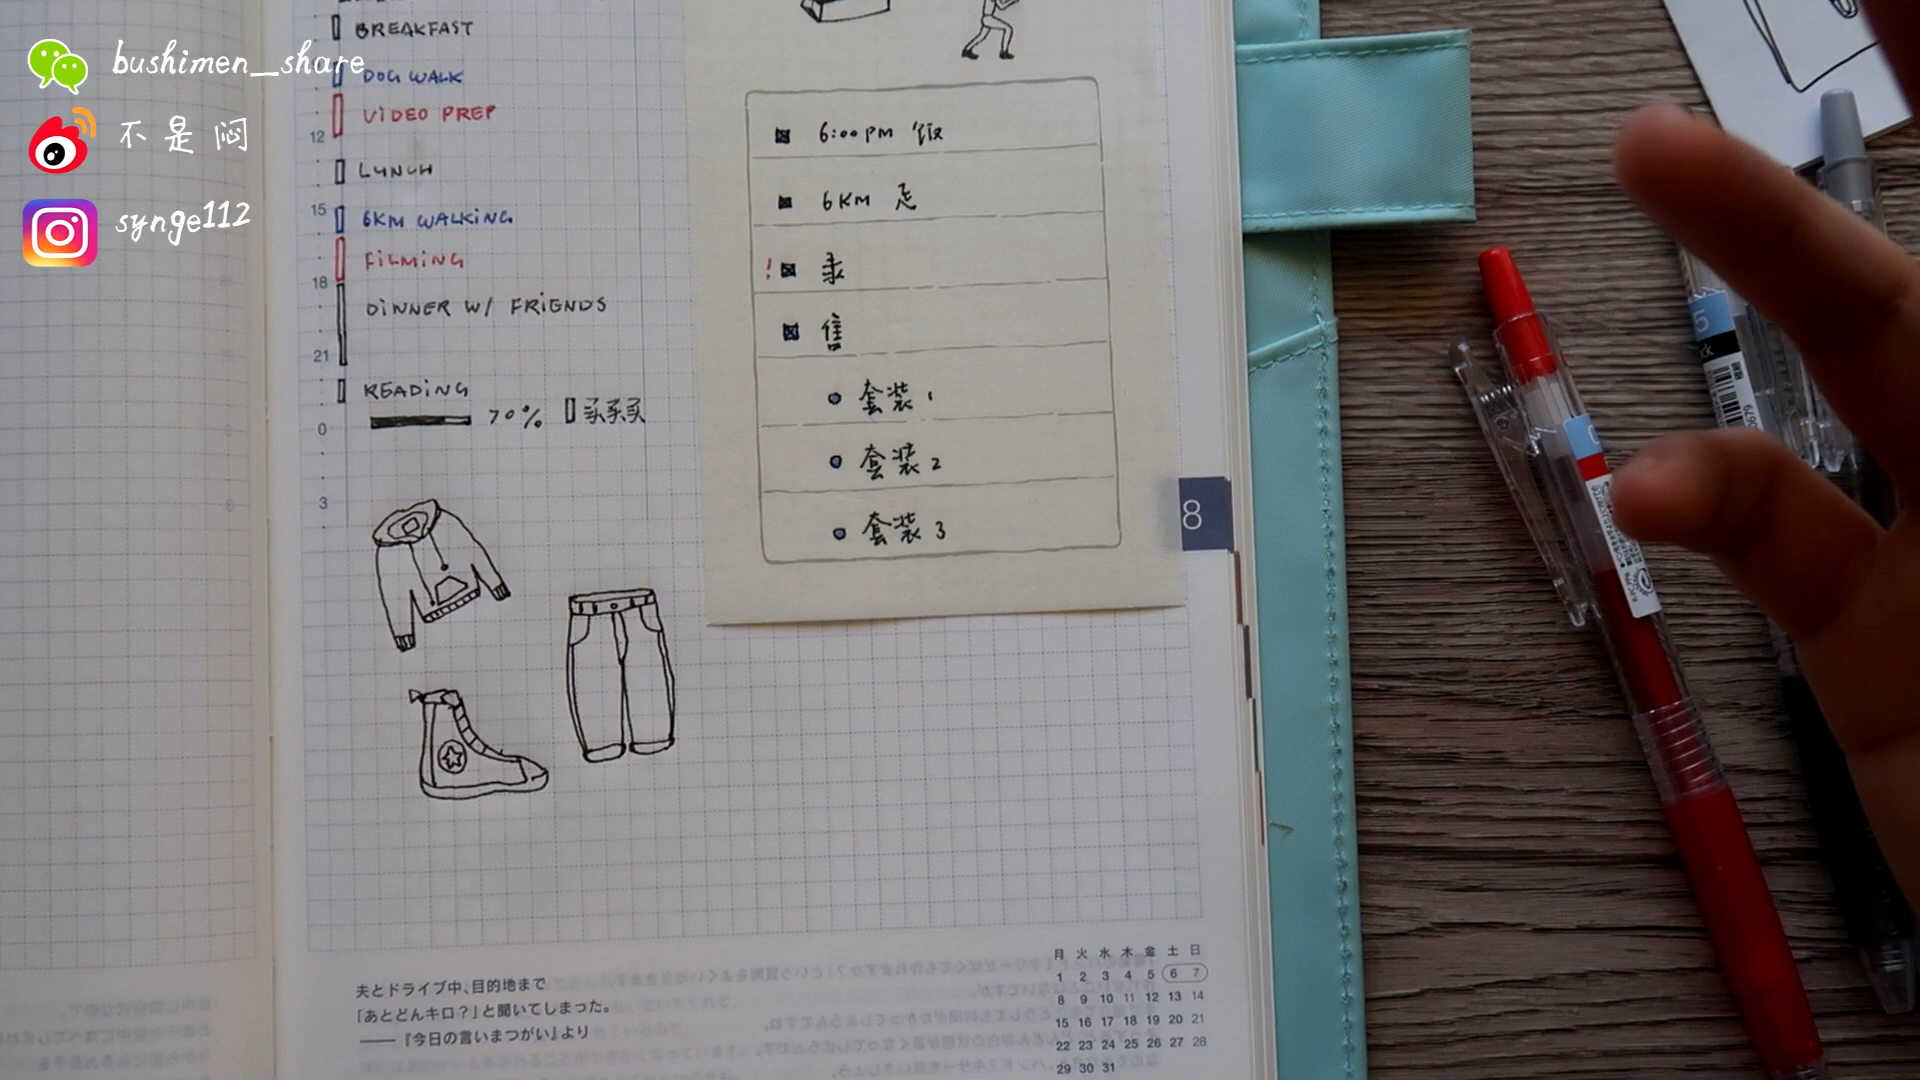 bushimen_share
不是闷
synge112
BREAKFAST
DOG WALK
VIDEO PREP
12
LUNCH
15
6KM WALKING
FILMING
18
DINNER W/ FRIENDS
21
READING
70% 买买买
0
3
6:00PM 饭
6KM
!
售
套装1
套装2
套装3
8
夫とドライブ中、目的地まで
「あとどんキロ?」と聞いてしまった。
——『今日の言いまつがい』より
月 火 水 木 金 土 日
1 2 3 4 5 6 7
8 9 10 11 12 13 14
15 16 17 18 19 20 21
22 23 24 25 26 27 28
29 30 31